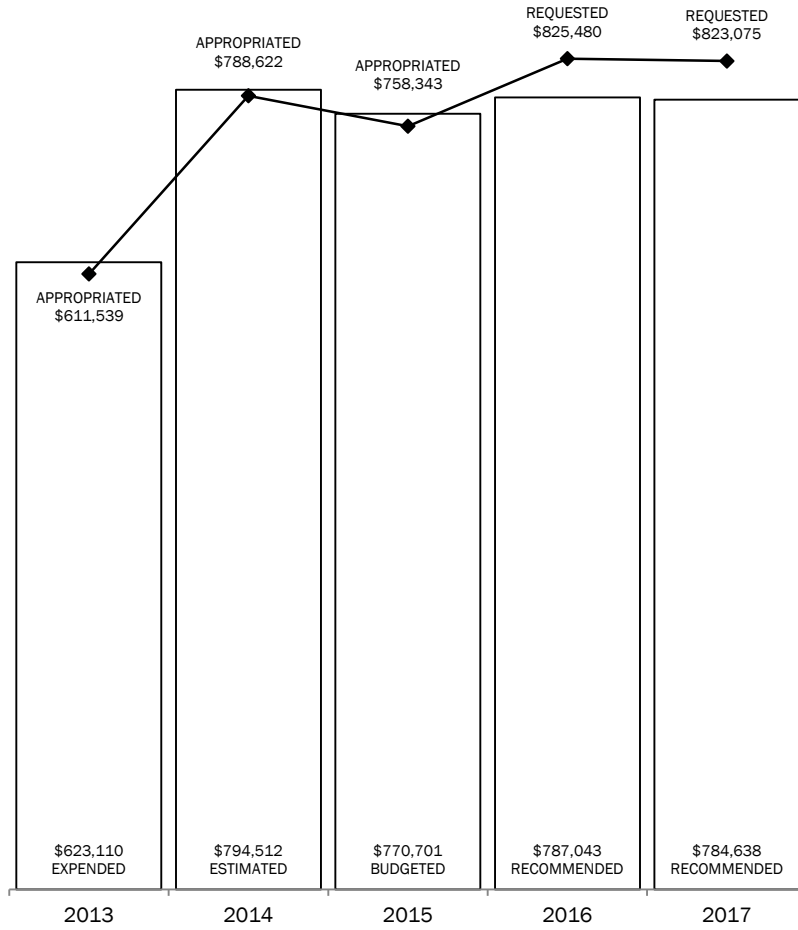 REQUESTED
$825,480
REQUESTED
$823,075
APPROPRIATED
$788,622
APPROPRIATED
$758,343
APPROPRIATED
$611,539
$623,110
EXPENDED
$794,512
ESTIMATED
$770,701
BUDGETED
$787,043
RECOMMENDED
$784,638
RECOMMENDED
2013
2014
2015
2016
2017